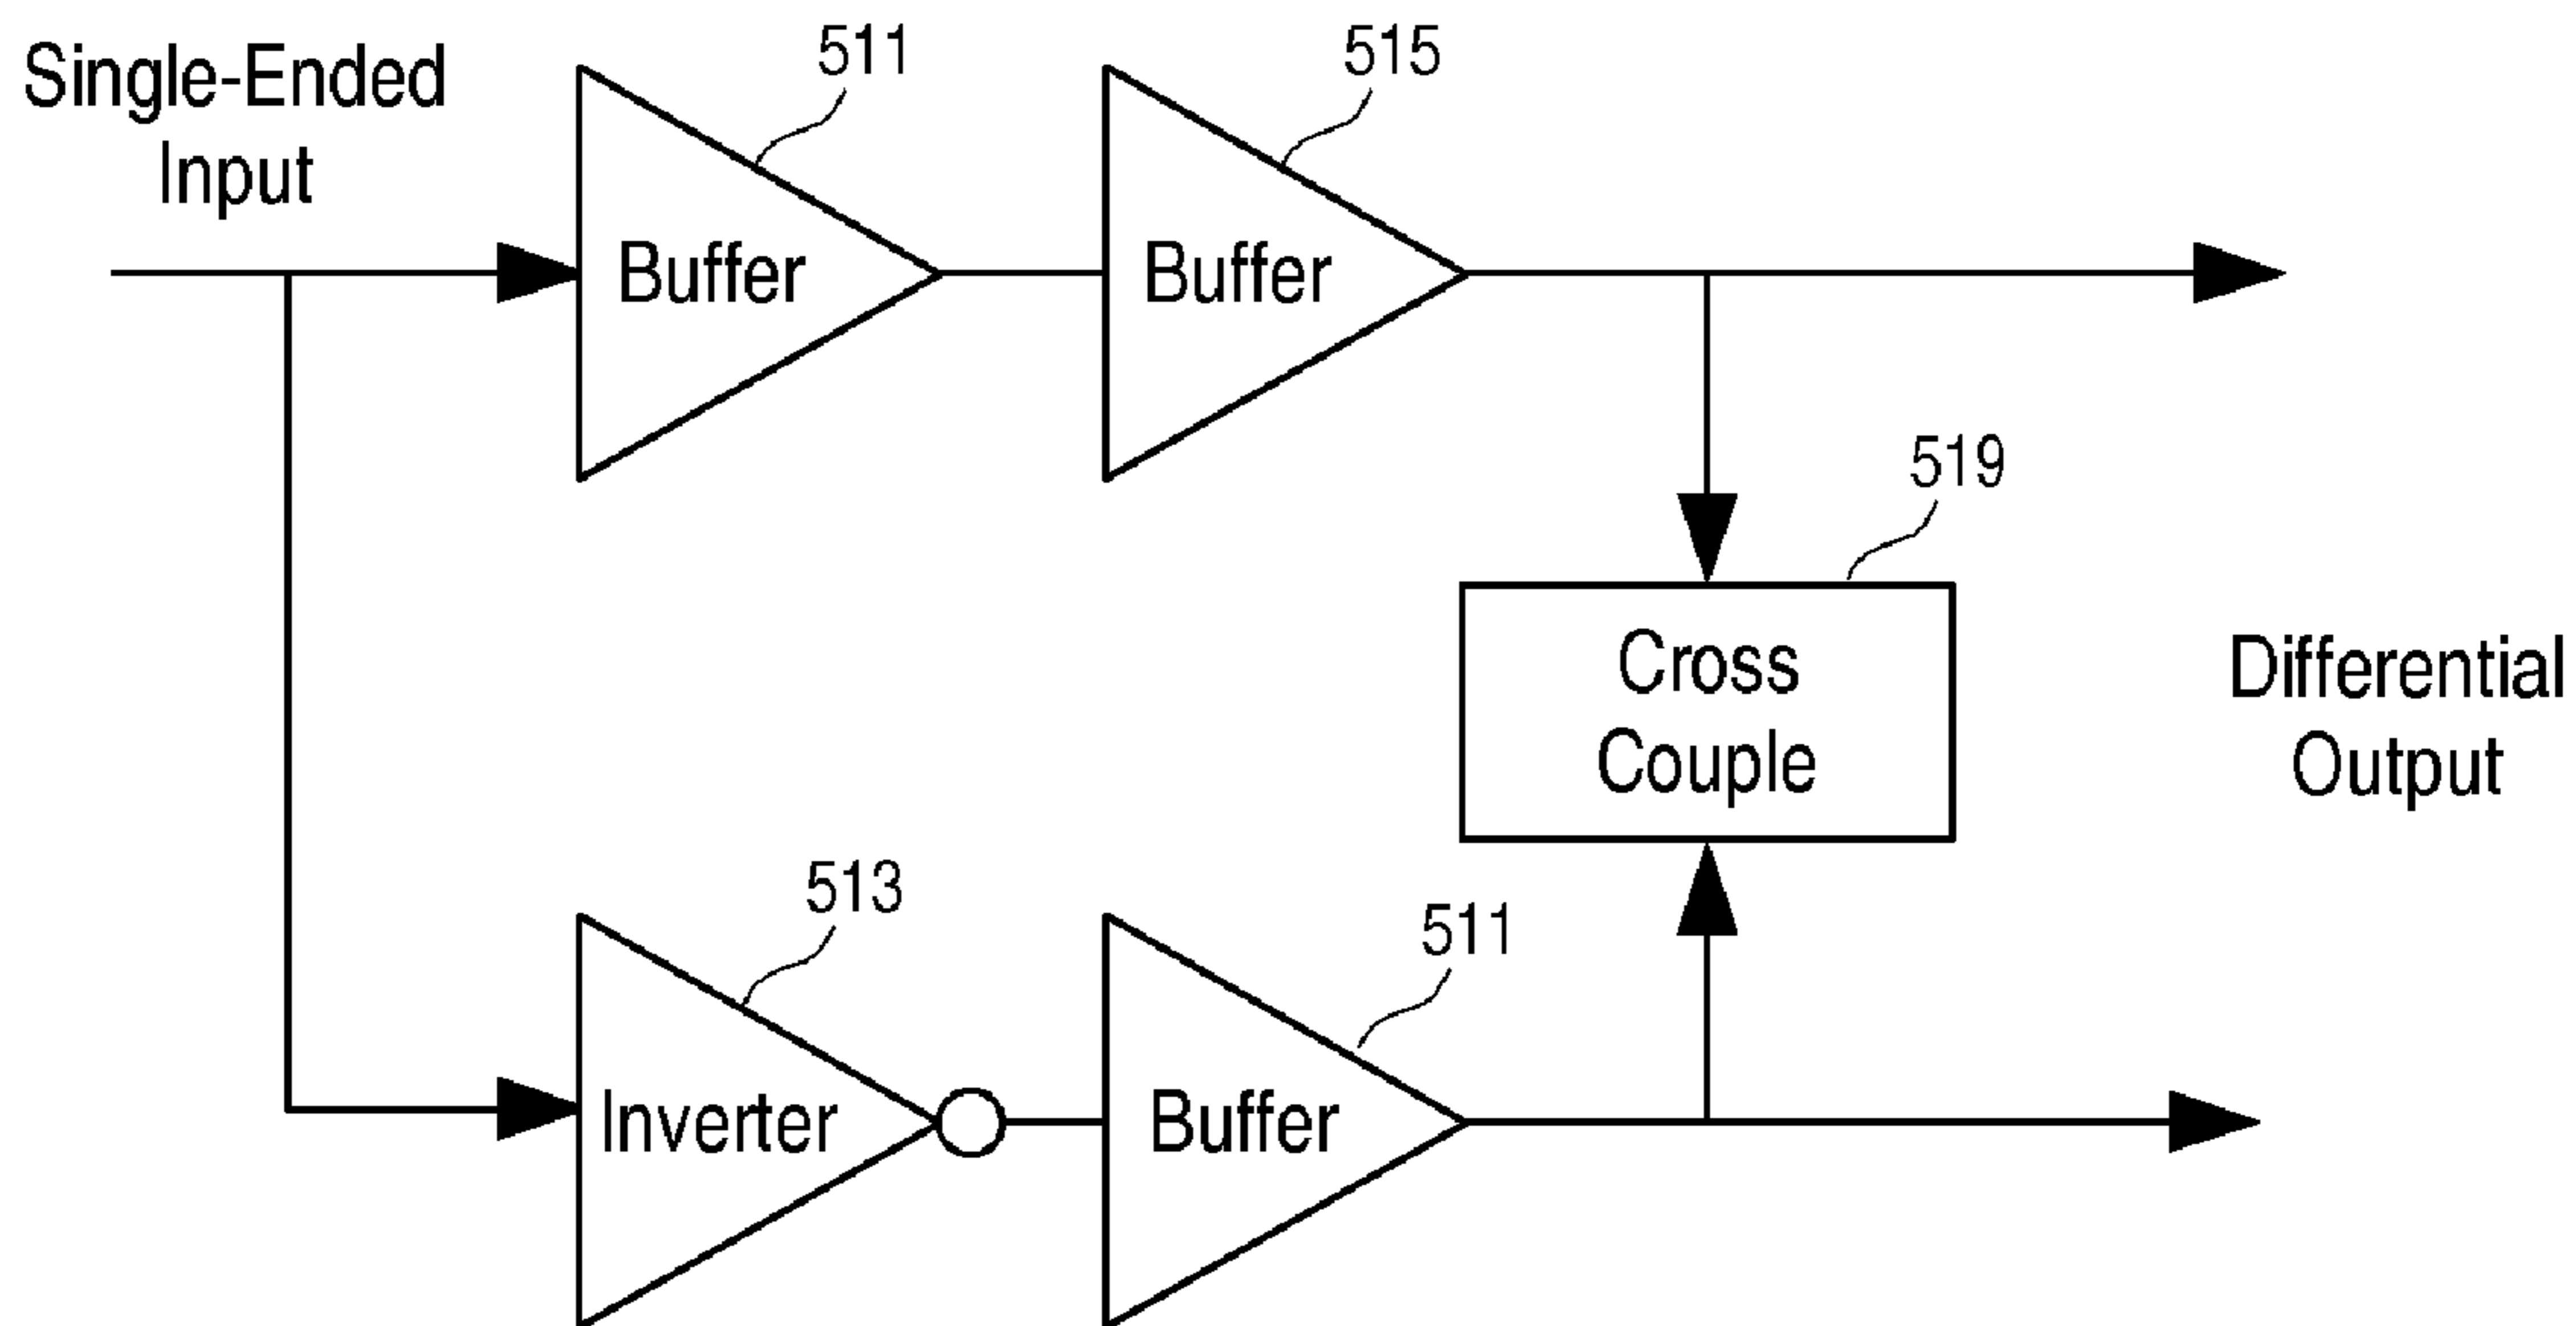 Single-Ended
Input
511
515
Buffer
Buffer
519
Cross
Couple
Differential
Output
513
511
Inverter
Buffer